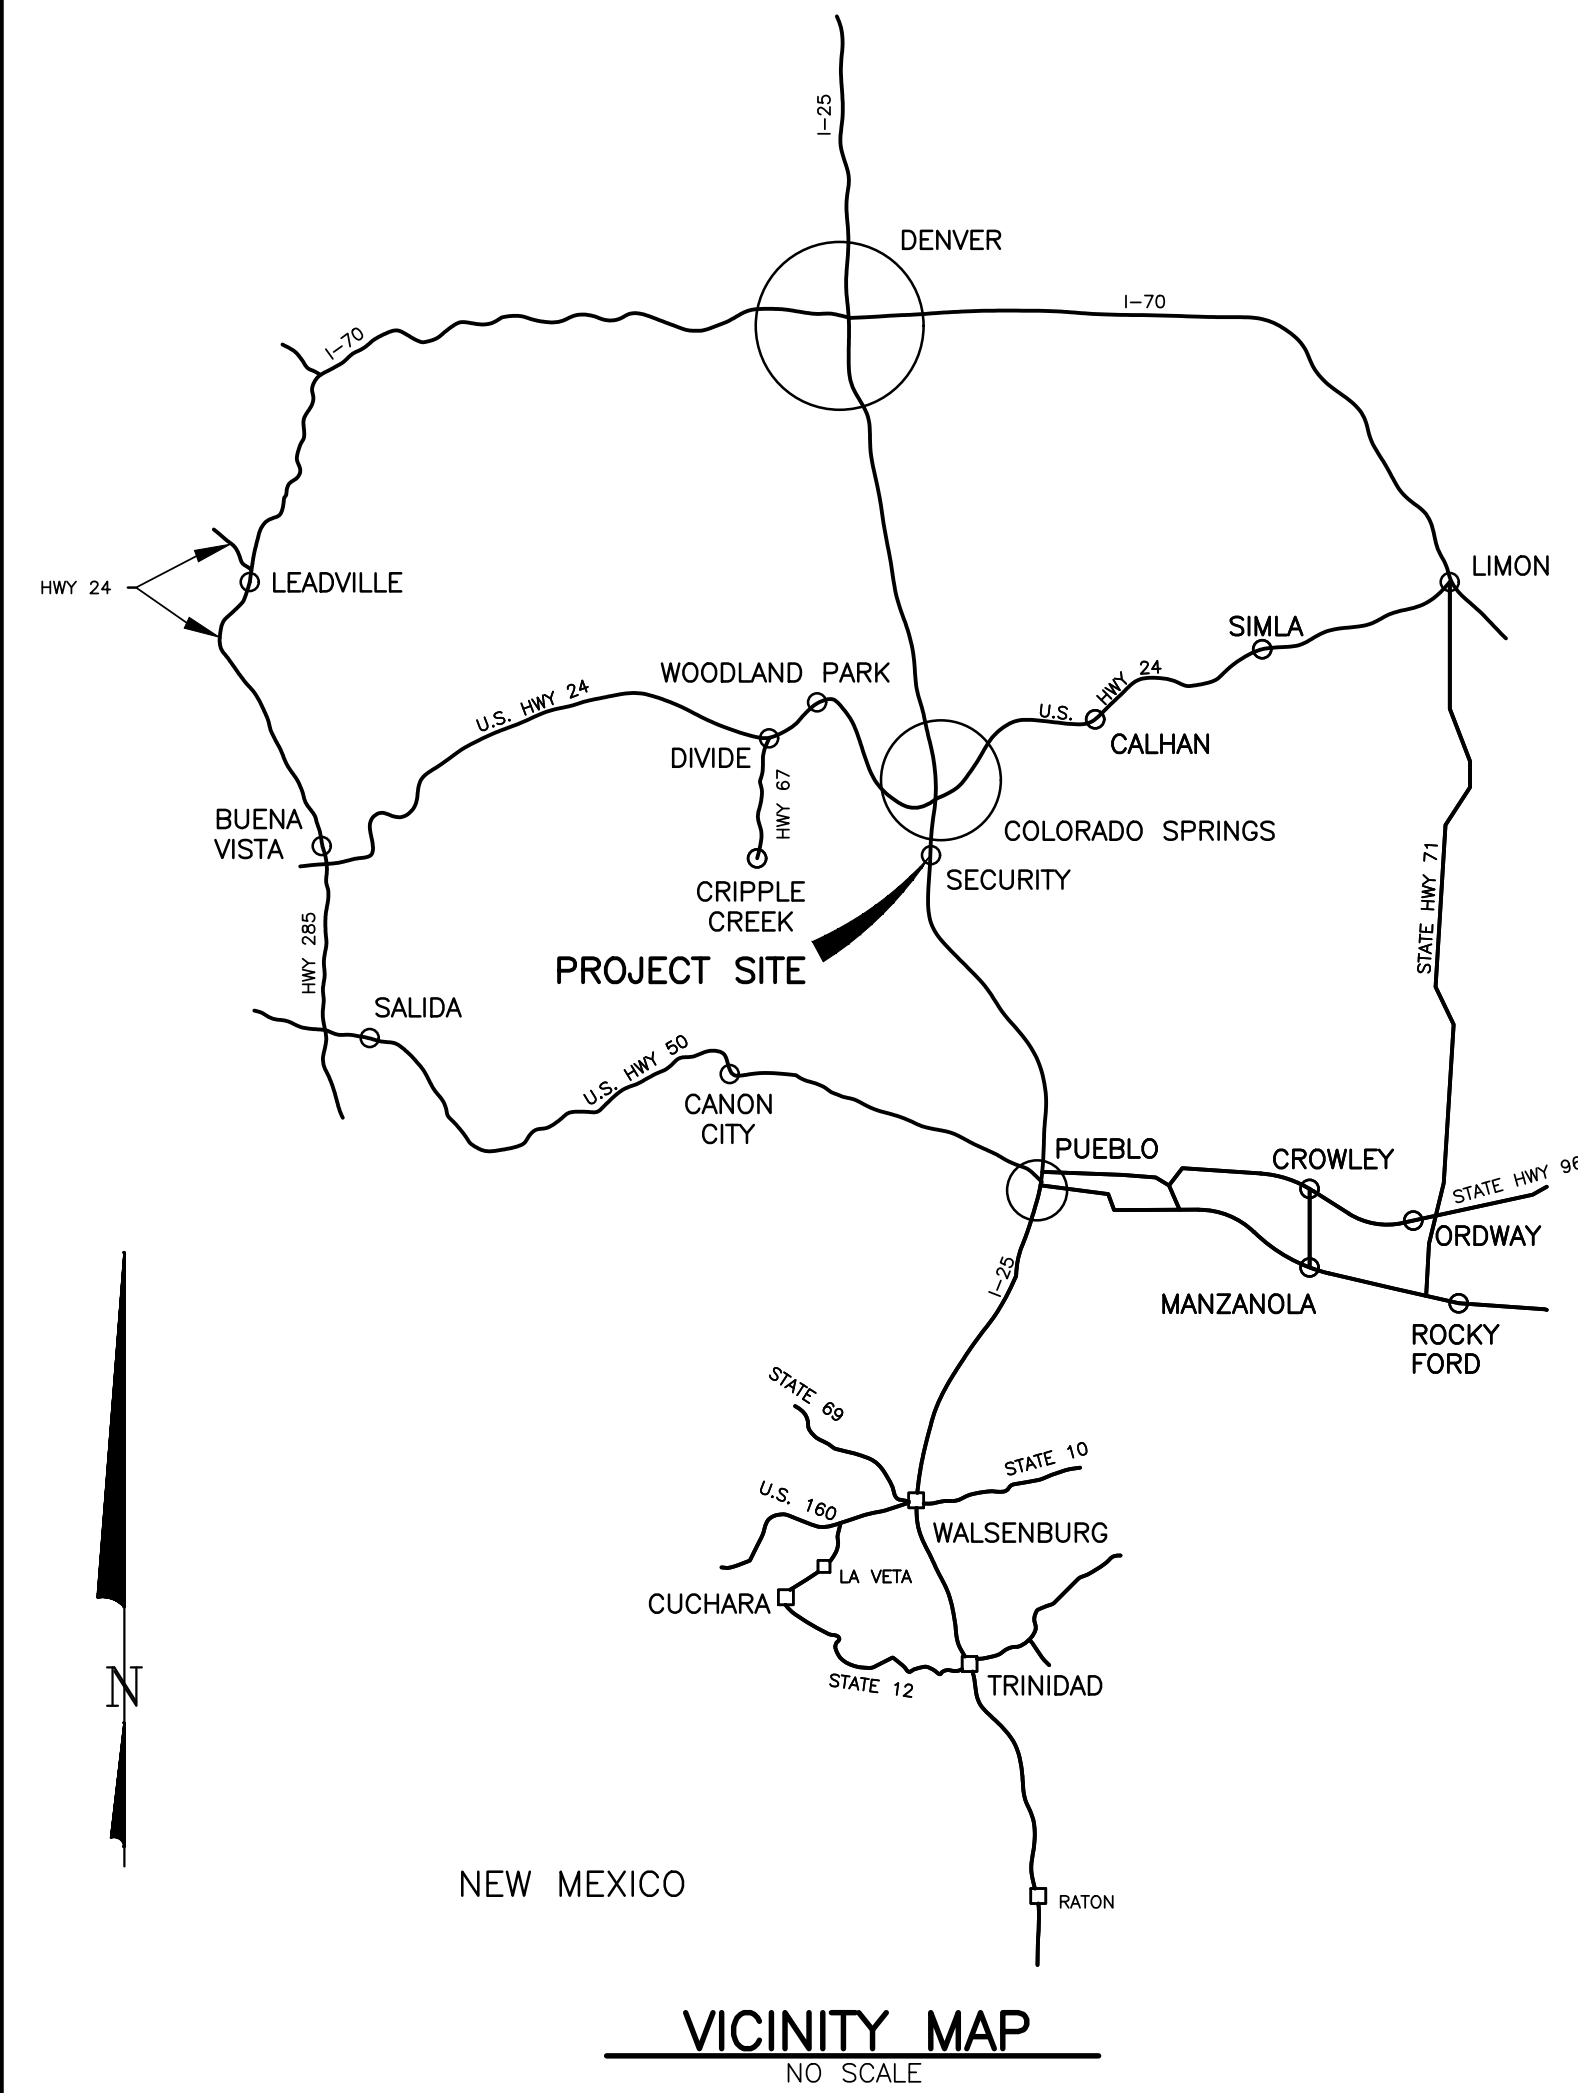 I-25
DENVER
I-70
I-70
LIMON
HWY 24
LEADVILLE
SIMLA
WOODLAND PARK
HWY 24
U.S. HWY 24
U.S.
CALHAN
DIVIDE
HWY 67
BUENA
VISTA
COLORADO SPRINGS
SECURITY
CRIPPLE
CREEK
STATE HWY 71
HWY 285
PROJECT SITE
SALIDA
U.S. HWY 50
CANON
CITY
PUEBLO
CROWLEY
STATE HWY 96
ORDWAY
I-25
MANZANOLA
ROCKY
FORD
STATE 69
STATE 10
U.S. 160
WALSENBURG
LA VETA
CUCHARA
STATE 12
TRINIDAD
N
NEW MEXICO
RATON
VICINITY MAP
NO SCALE